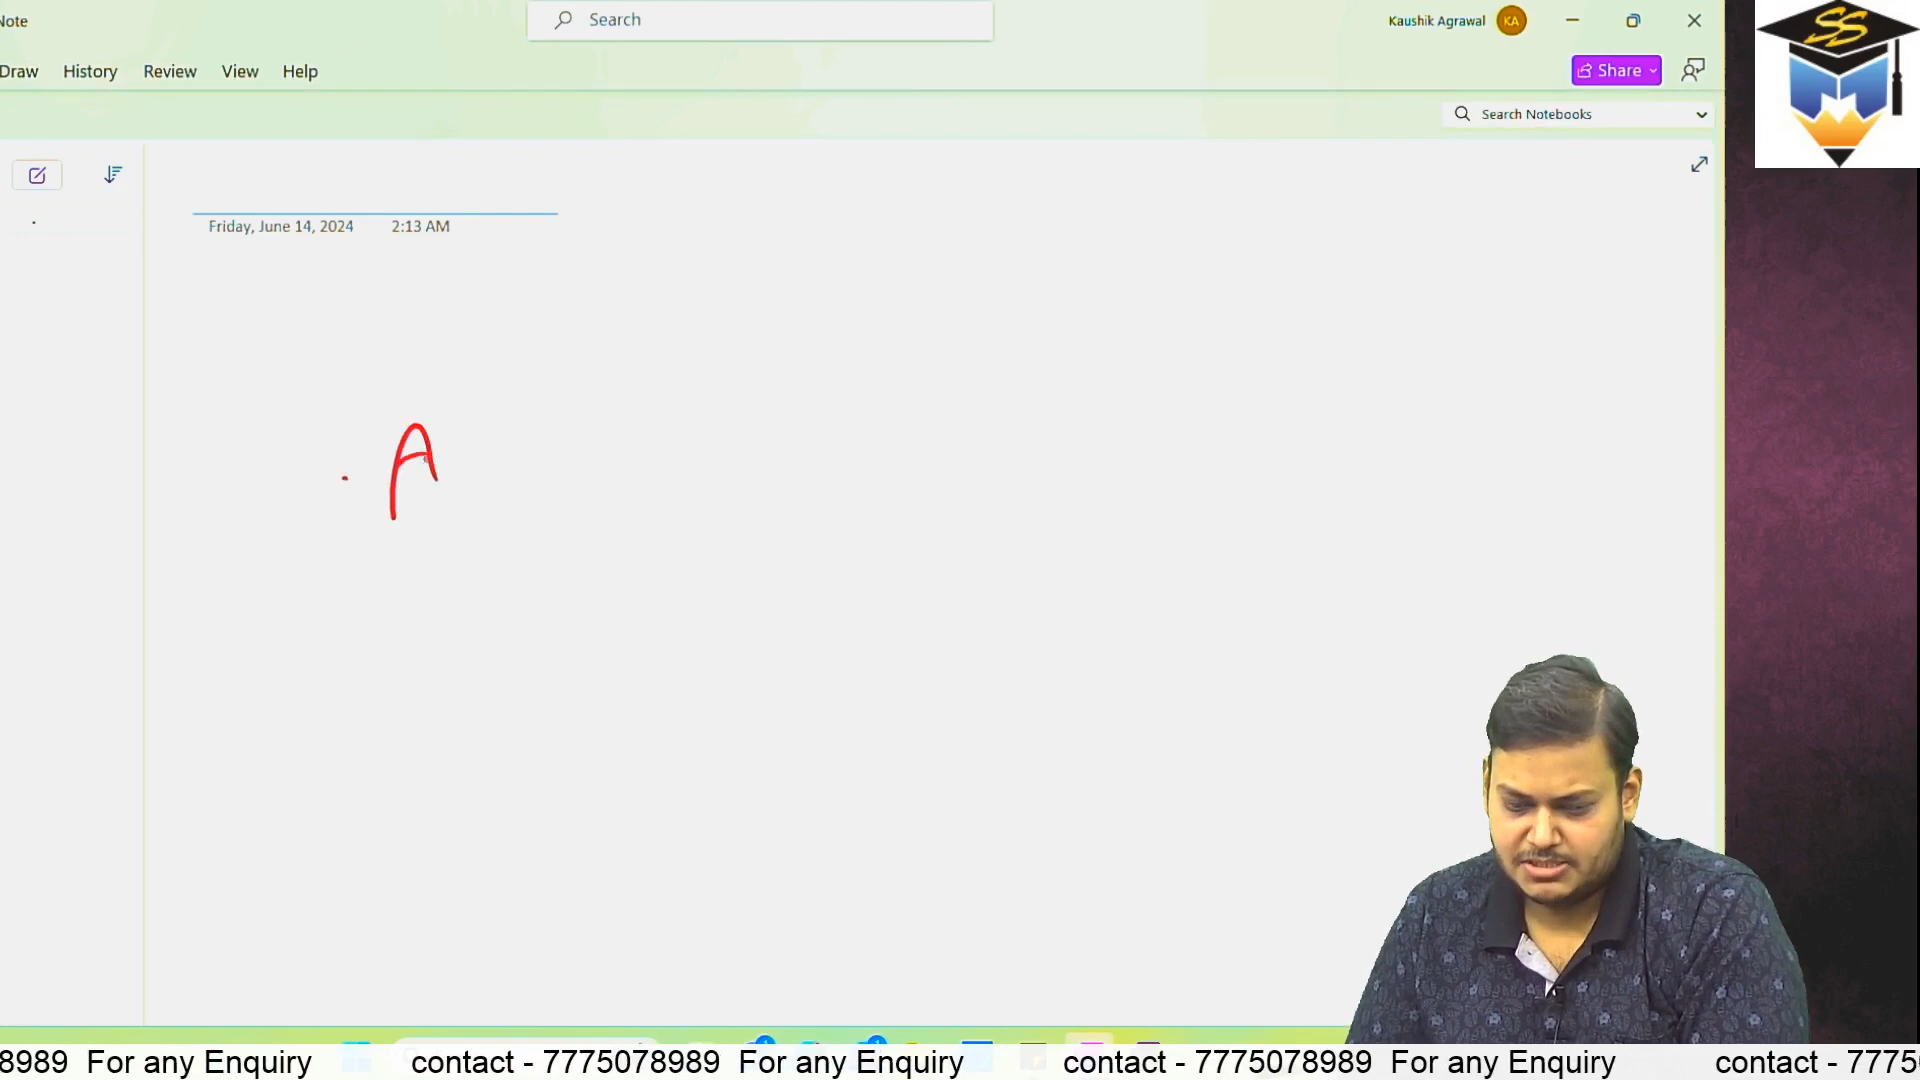 Note
Search
Kaushik Agrawal KA
Draw History Review View Help
Share
Search Notebooks
SS
Friday, June 14, 2024 2:13 AM
A
8989 For any Enquiry contact - 7775078989 For any Enquiry contact - 7775078989 For any Enquiry contact - 7775